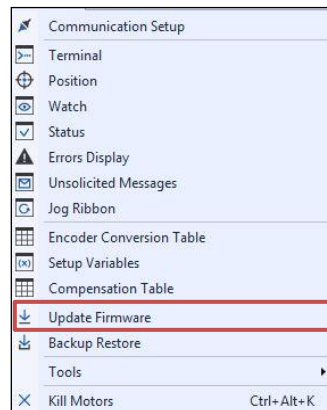 Communication Setup
Terminal
Position
Watch
Status
Errors Display
Unsolicited Messages
Jog Ribbon
Encoder Conversion Table
Setup Variables
Compensation Table
Update Firmware
Backup Restore
Tools
Kill Motors Ctrl+Alt+K